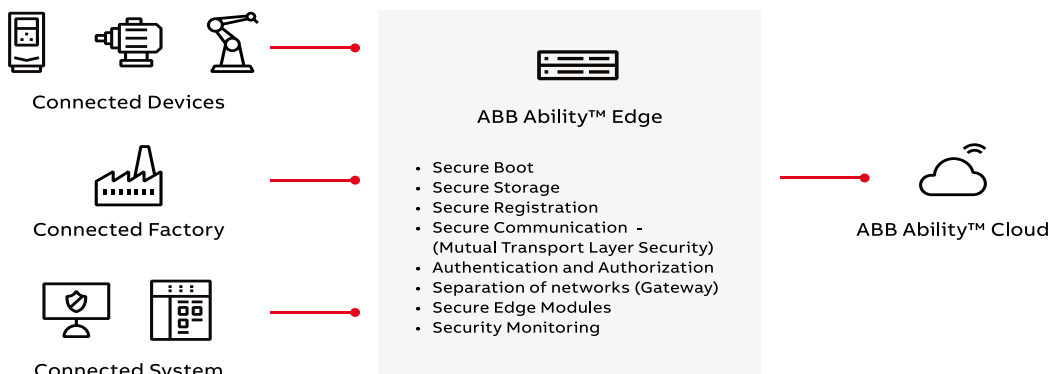 Connected Devices
Connected Factory
Connected System
ABB Ability™ Edge
• Secure Boot
• Secure Storage
• Secure Registration
• Secure Communication -
(Mutual Transport Layer Security)
• Authentication and Authorization
• Separation of networks (Gateway)
• Secure Edge Modules
• Security Monitoring
ABB Ability™ Cloud